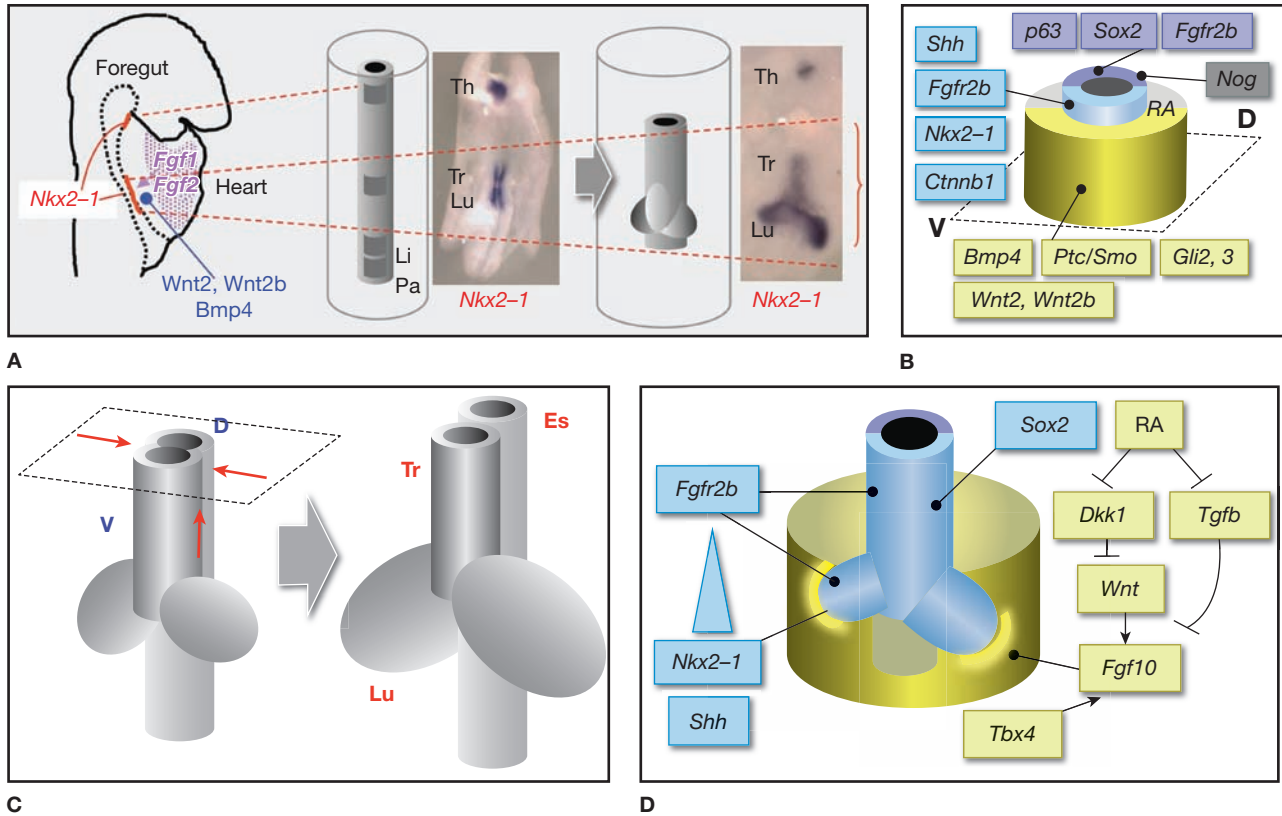 Foregut
Fgf1
Fgf2
Heart
Nkx2–1
Wnt2, Wnt2b
Bmp4
Li
Pa
Th
Tr
Lu
Nkx2–1
Th
Tr
Lu
Nkx2–1
A
Shh
Fgfr2b
Nkx2–1
Ctnnb1
p63
Sox2
Fgfr2b
Nog
RA
D
V
Bmp4
Ptc/Smo
Gli2, 3
Wnt2, Wnt2b
B
D
V
Es
Tr
Lu
C
Fgfr2b
Nkx2–1
Shh
Sox2
RA
Dkk1
Tgfb
Wnt
Fgf10
Tbx4
D